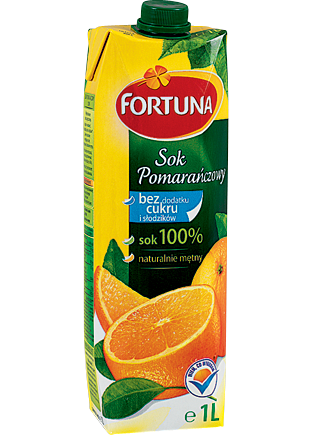 FORTUNA
Sok
Pomarańczowy
bez dodatku
cukru
i słodzików
sok 100%
naturalnie mętny
e 1L